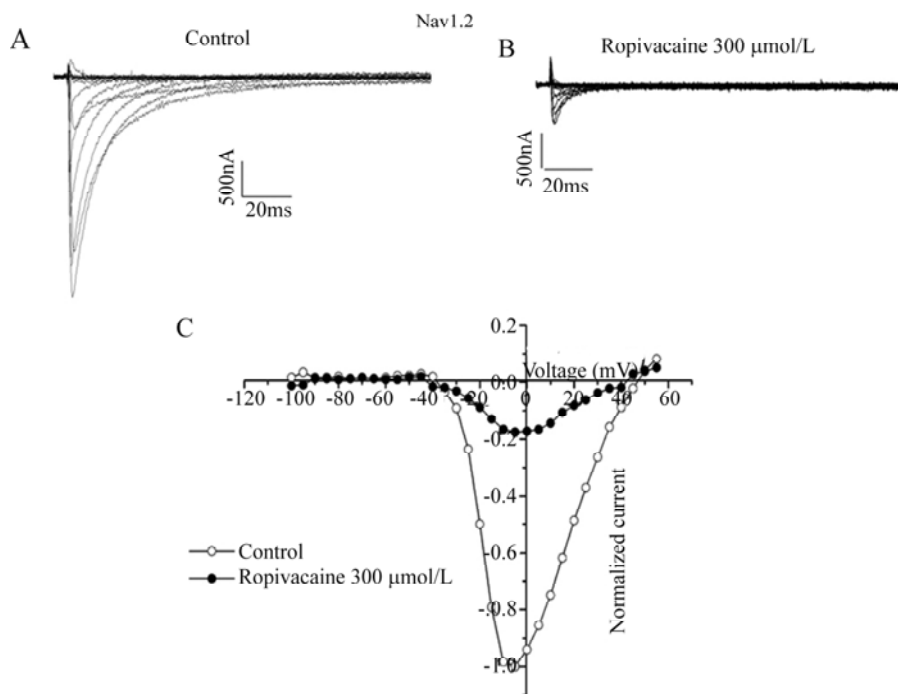 Nav1.2
A
Control
500nA
20ms
B
Ropivacaine 300 μmol/L
500nA
20ms
C
0.2
Voltage (mV)
0.0
-120 -100 -80 -60 -40 -20 0 20 40 60
-0.2
-0.4
-0.6
-0.8
-1.0
Normalized current
Control
Ropivacaine 300 μmol/L